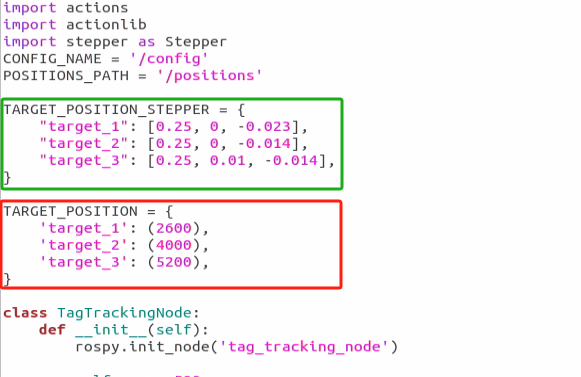 import actions
import actionlib
import stepper as Stepper
CONFIG_NAME = '/config'
POSITIONS_PATH = '/positions'
TARGET_POSITION_STEPPER = {
    "target_1": [0.25, 0, -0.023],
    "target_2": [0.25, 0, -0.014],
    "target_3": [0.25, 0.01, -0.014],
}
TARGET_POSITION = {
    'target_1': (2600),
    'target_2': (4000),
    'target_3': (5200),
}
class TagTrackingNode:
    def __init__(self):
        rospy.init_node('tag_tracking_node')